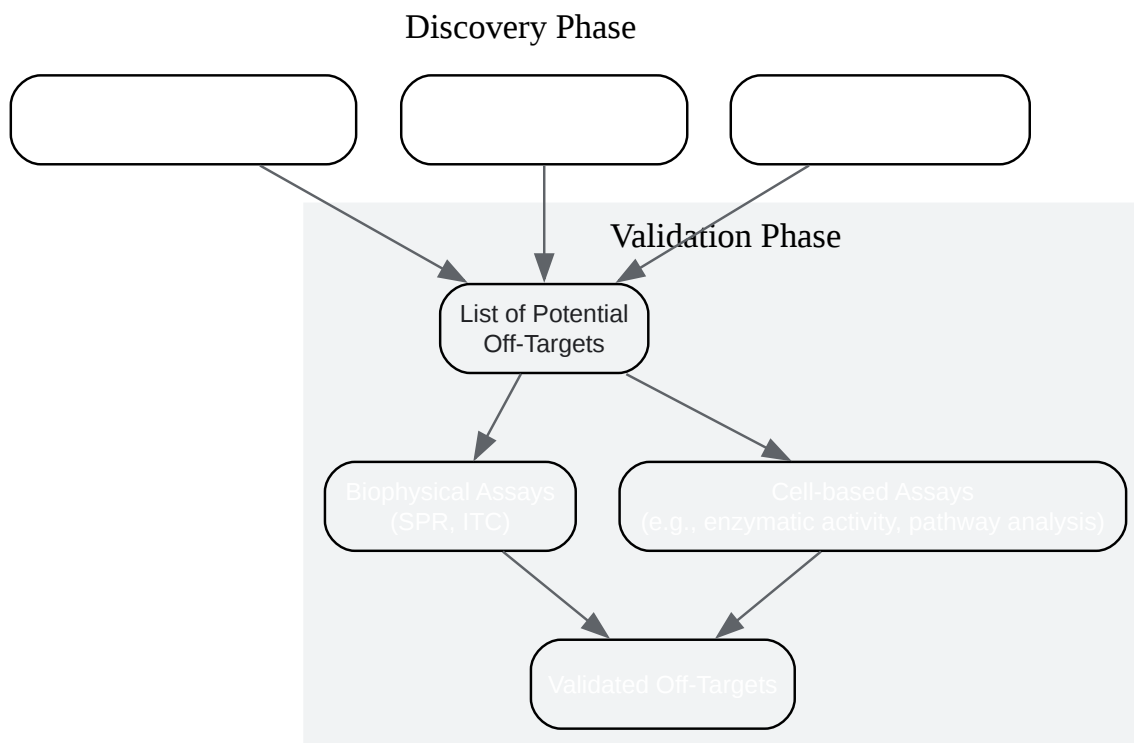 Discovery Phase
Validation Phase
List of Potential
Off-Targets
Biophysical Assays
(SPR, ITC)
Cell-based Assays
(e.g., enzymatic activity, pathway analysis)
Validated Off-Targets